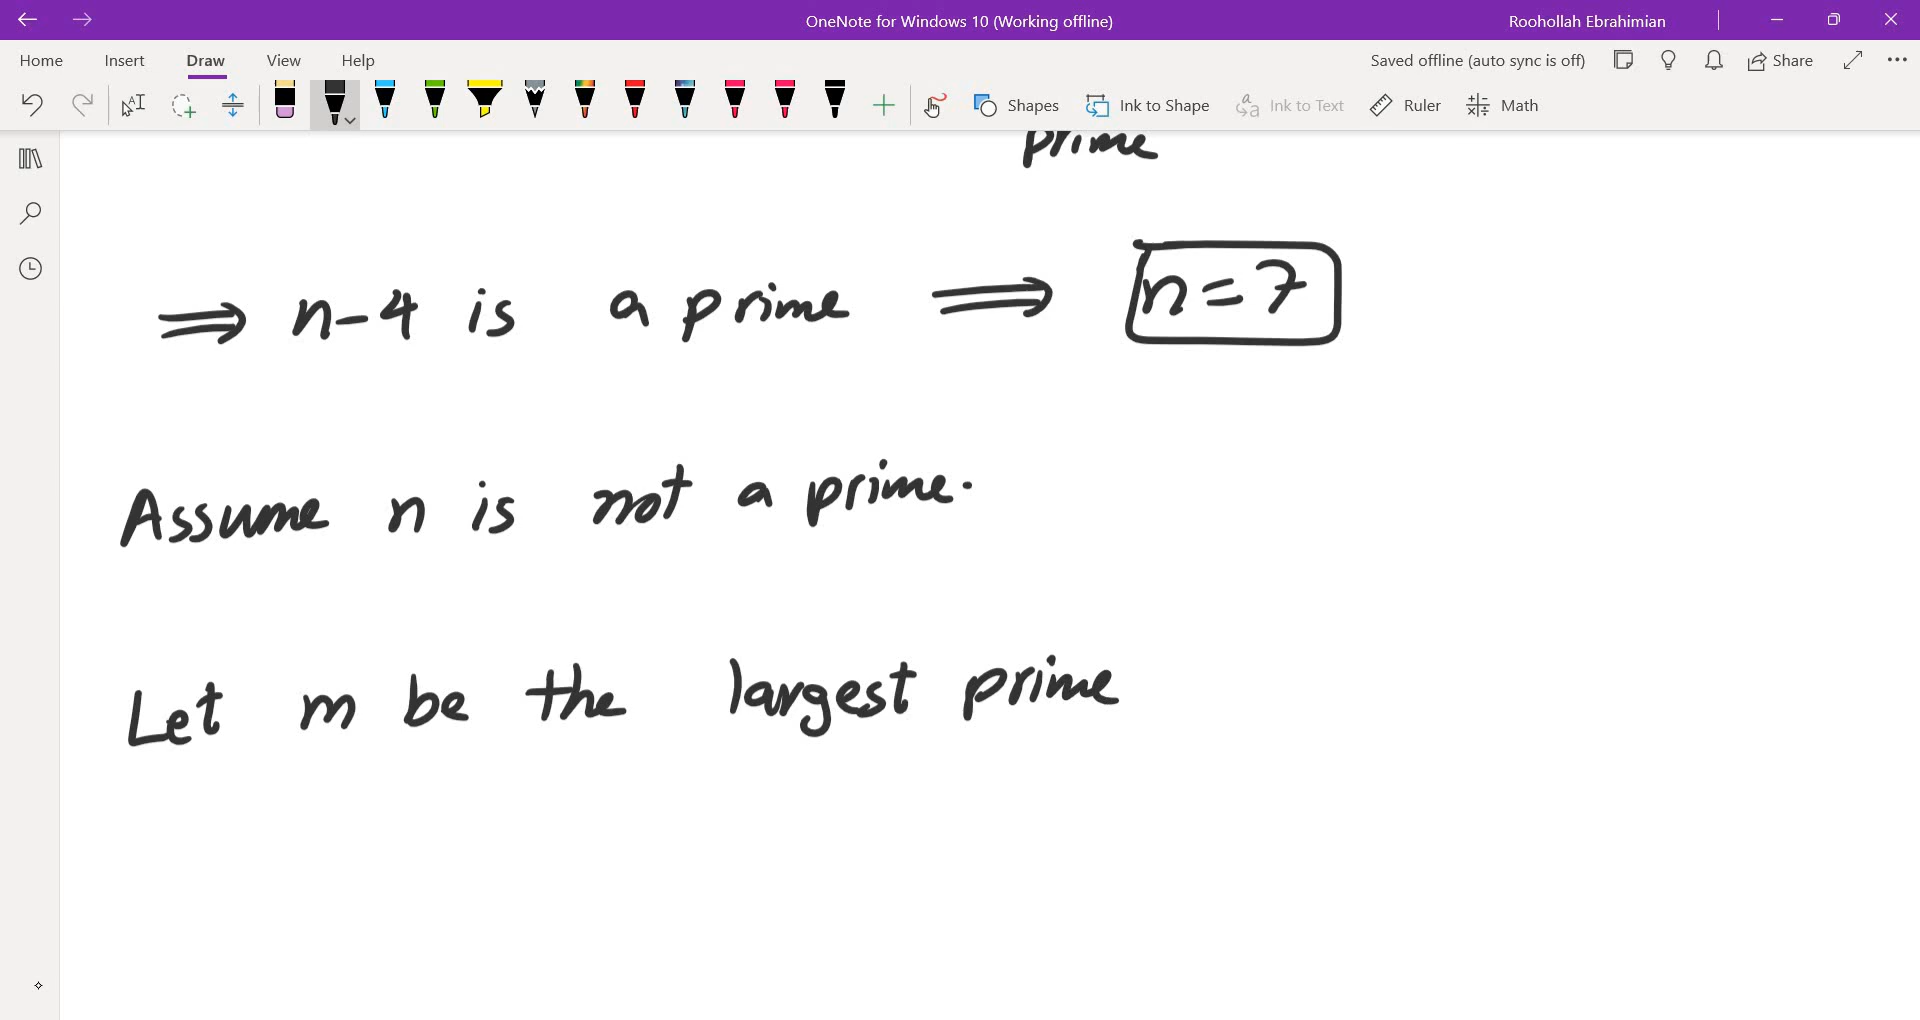 OneNote for Windows 10 (Working offline)
Roohollah Ebrahimian
Home Insert Draw View Help
Saved offline (auto sync is off) Share
Shapes Ink to Shape Ink to Text Ruler Math
prime
⟹ n-4 is a prime ⟹ n=7
Assume n is not a prime.
Let m be the largest prime